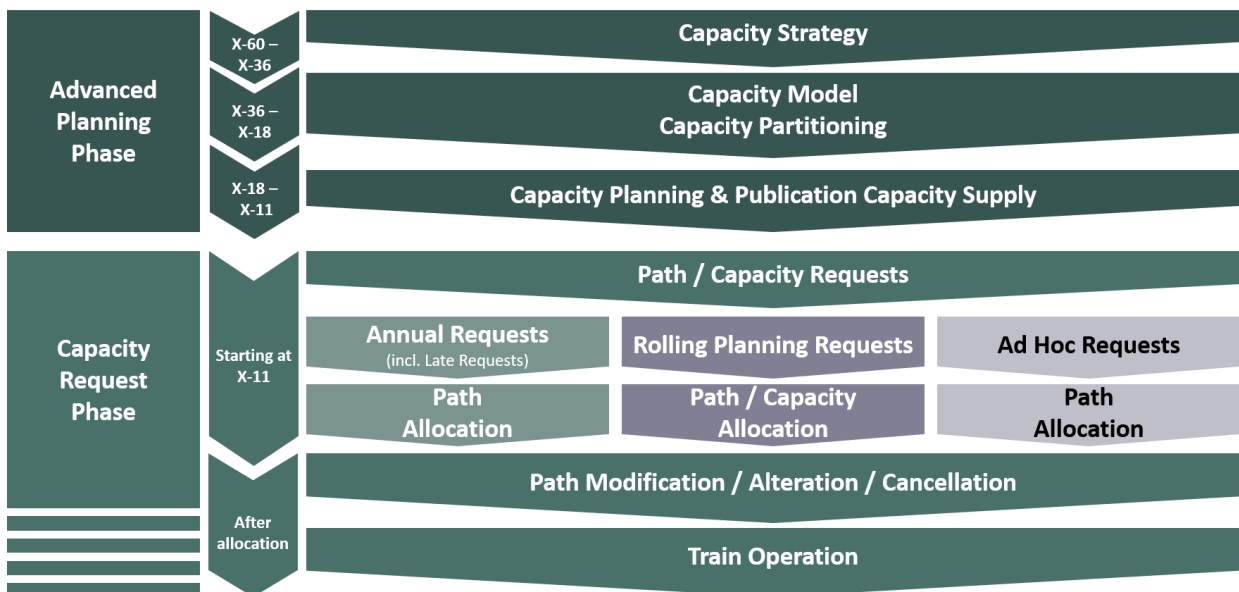 Advanced
Planning
Phase
X-60 –
X-36
Capacity Strategy
X-36 –
X-18
Capacity Model
Capacity Partitioning
X-18 –
X-11
Capacity Planning & Publication Capacity Supply
Capacity
Request
Phase
Starting at
X-11
Path / Capacity Requests
Annual Requests
(incl. Late Requests)
Rolling Planning Requests
Ad Hoc Requests
Path
Allocation
Path / Capacity
Allocation
Path
Allocation
After
allocation
Path Modification / Alteration / Cancellation
Train Operation